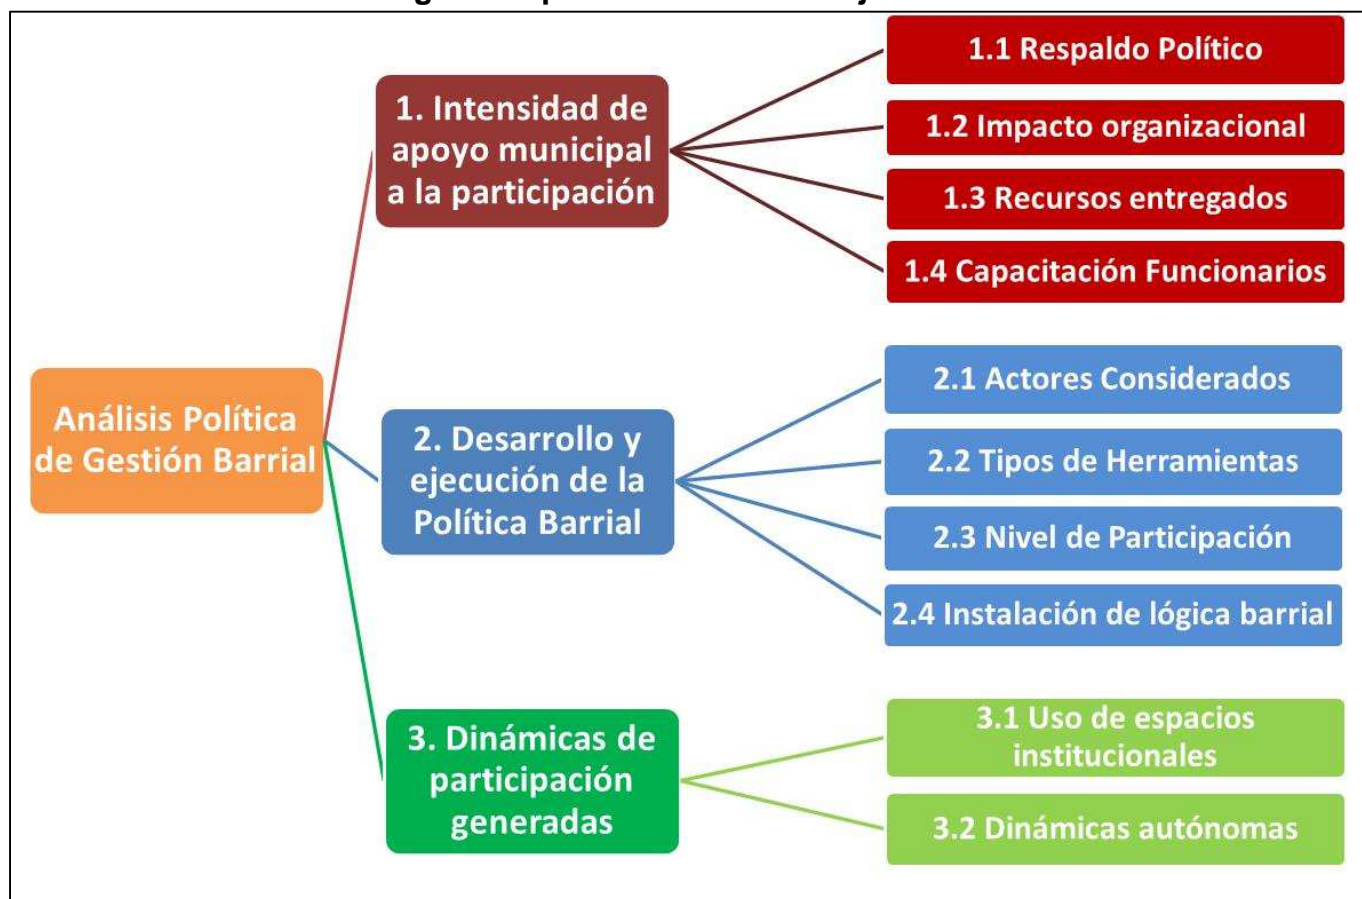 1. Intensidad de
apoyo municipal
a la participación
1.1 Respaldo Político
1.2 Impacto organizacional
1.3 Recursos entregados
1.4 Capacitación Funcionarios
Análisis Política
de Gestión Barrial
2. Desarrollo y
ejecución de la
Política Barrial
2.1 Actores Considerados
2.2 Tipos de Herramientas
2.3 Nivel de Participación
2.4 Instalación de lógica barrial
3. Dinámicas de
participación
generadas
3.1 Uso de espacios
institucionales
3.2 Dinámicas autónomas